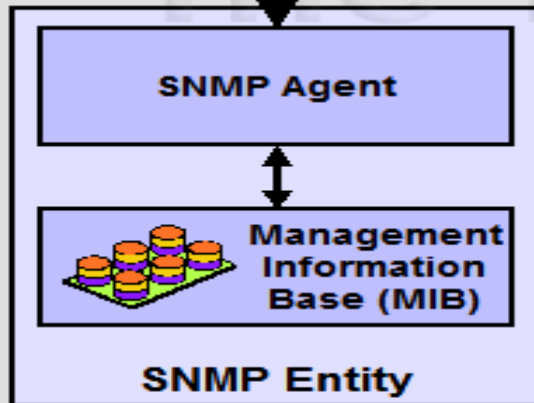 SNMP Agent
Management
Information
Base (MIB)
SNMP Entity